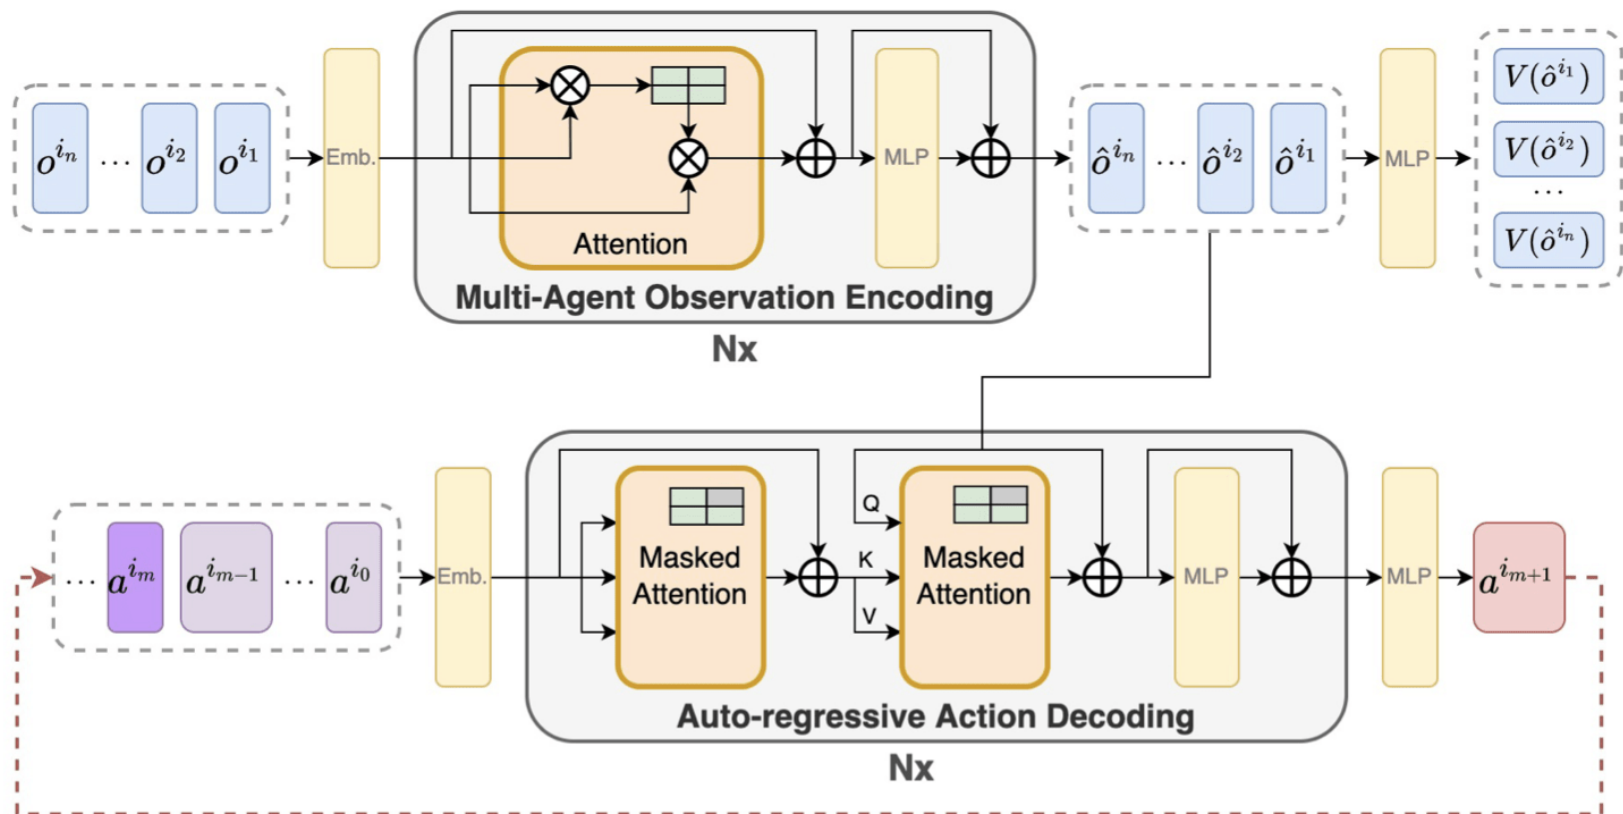 o^{i_n} ... o^{i_2} o^{i_1}
Emb.
Attention
MLP
Multi-Agent Observation Encoding
Nx
ô^{i_n} ... ô^{i_2} ô^{i_1}
MLP
V(ô^{i_1})
V(ô^{i_2})
...
V(ô^{i_n})
... a^{i_m} a^{i_{m-1}} ... a^{i_0}
Emb.
Masked
Attention
Q
K
V
Masked
Attention
MLP
Auto-regressive Action Decoding
Nx
MLP
a^{i_{m+1}}